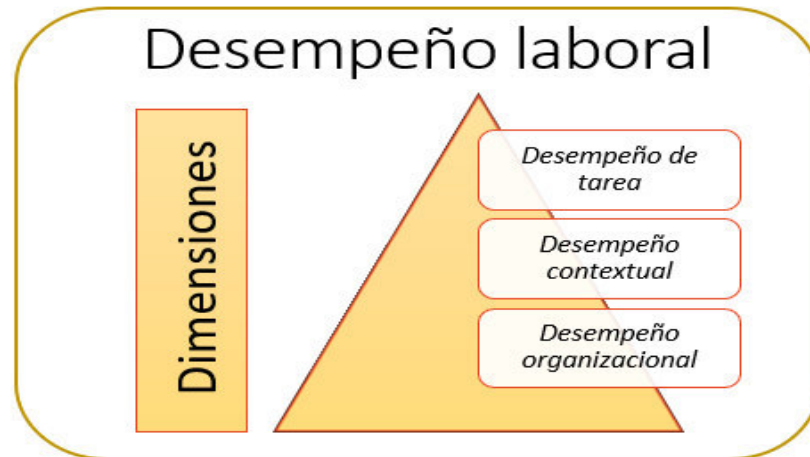 Desempeño laboral
Dimensiones
Desempeño de
tarea
Desempeño
contextual
Desempeño
organizacional